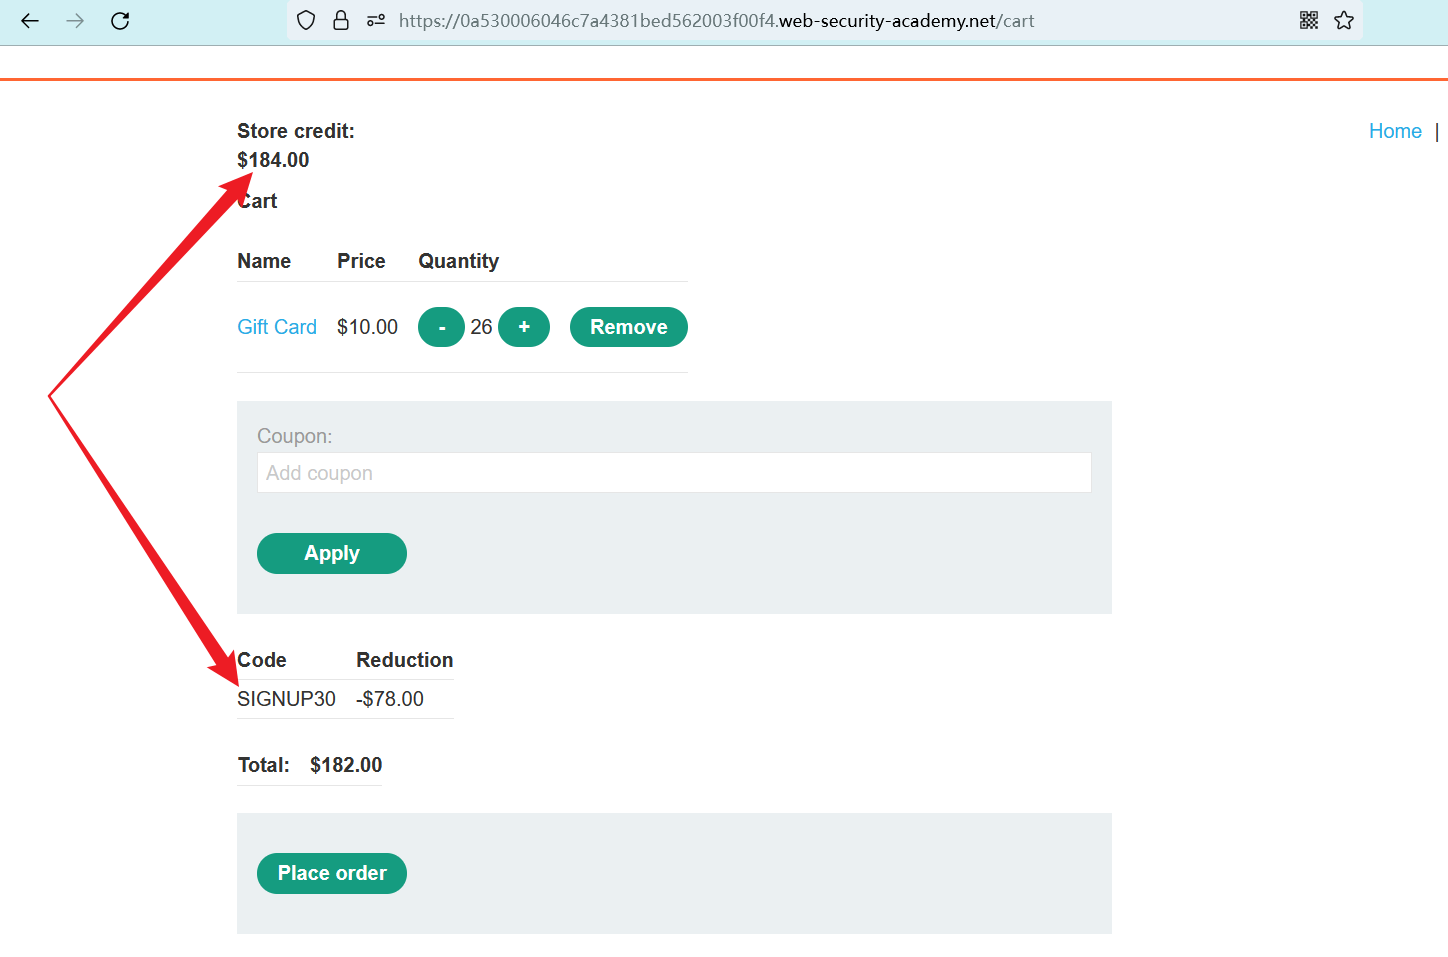 https://0a530006046c7a4381bed562003f00f4.web-security-academy.net/cart
Store credit:
$184.00
Home |
Cart
Name Price Quantity
Gift Card $10.00 - 26 + Remove
Coupon:
Add coupon
Apply
Code Reduction
SIGNUP30 -$78.00
Total: $182.00
Place order